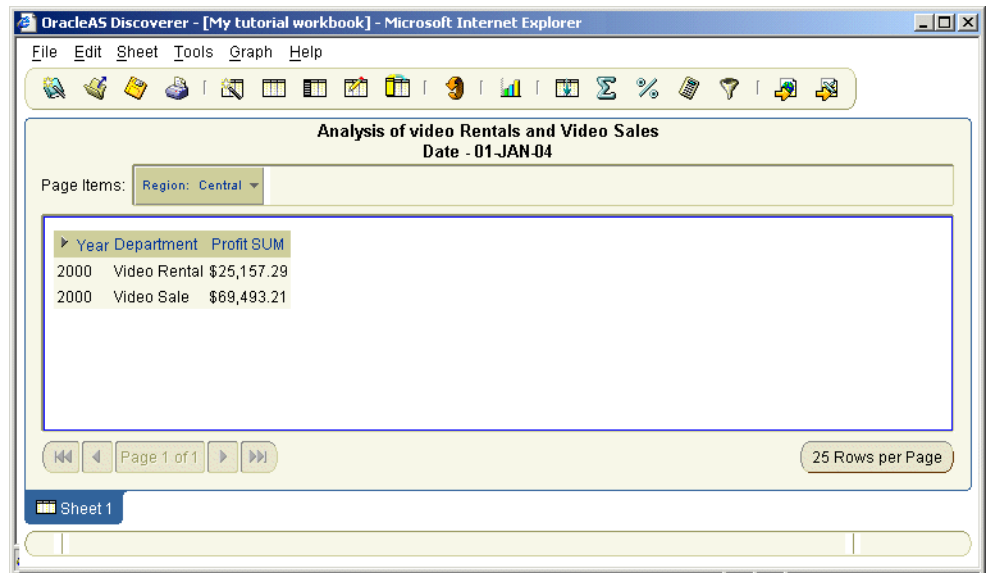 OracleAS Discoverer - [My tutorial workbook] - Microsoft Internet Explorer
File Edit Sheet Tools Graph Help
Analysis of video Rentals and Video Sales
Date - 01-JAN-04
Page Items: Region: Central
Year Department Profit SUM
2000 Video Rental $25,157.29
2000 Video Sale $69,493.21
Page 1 of 1
25 Rows per Page
Sheet 1